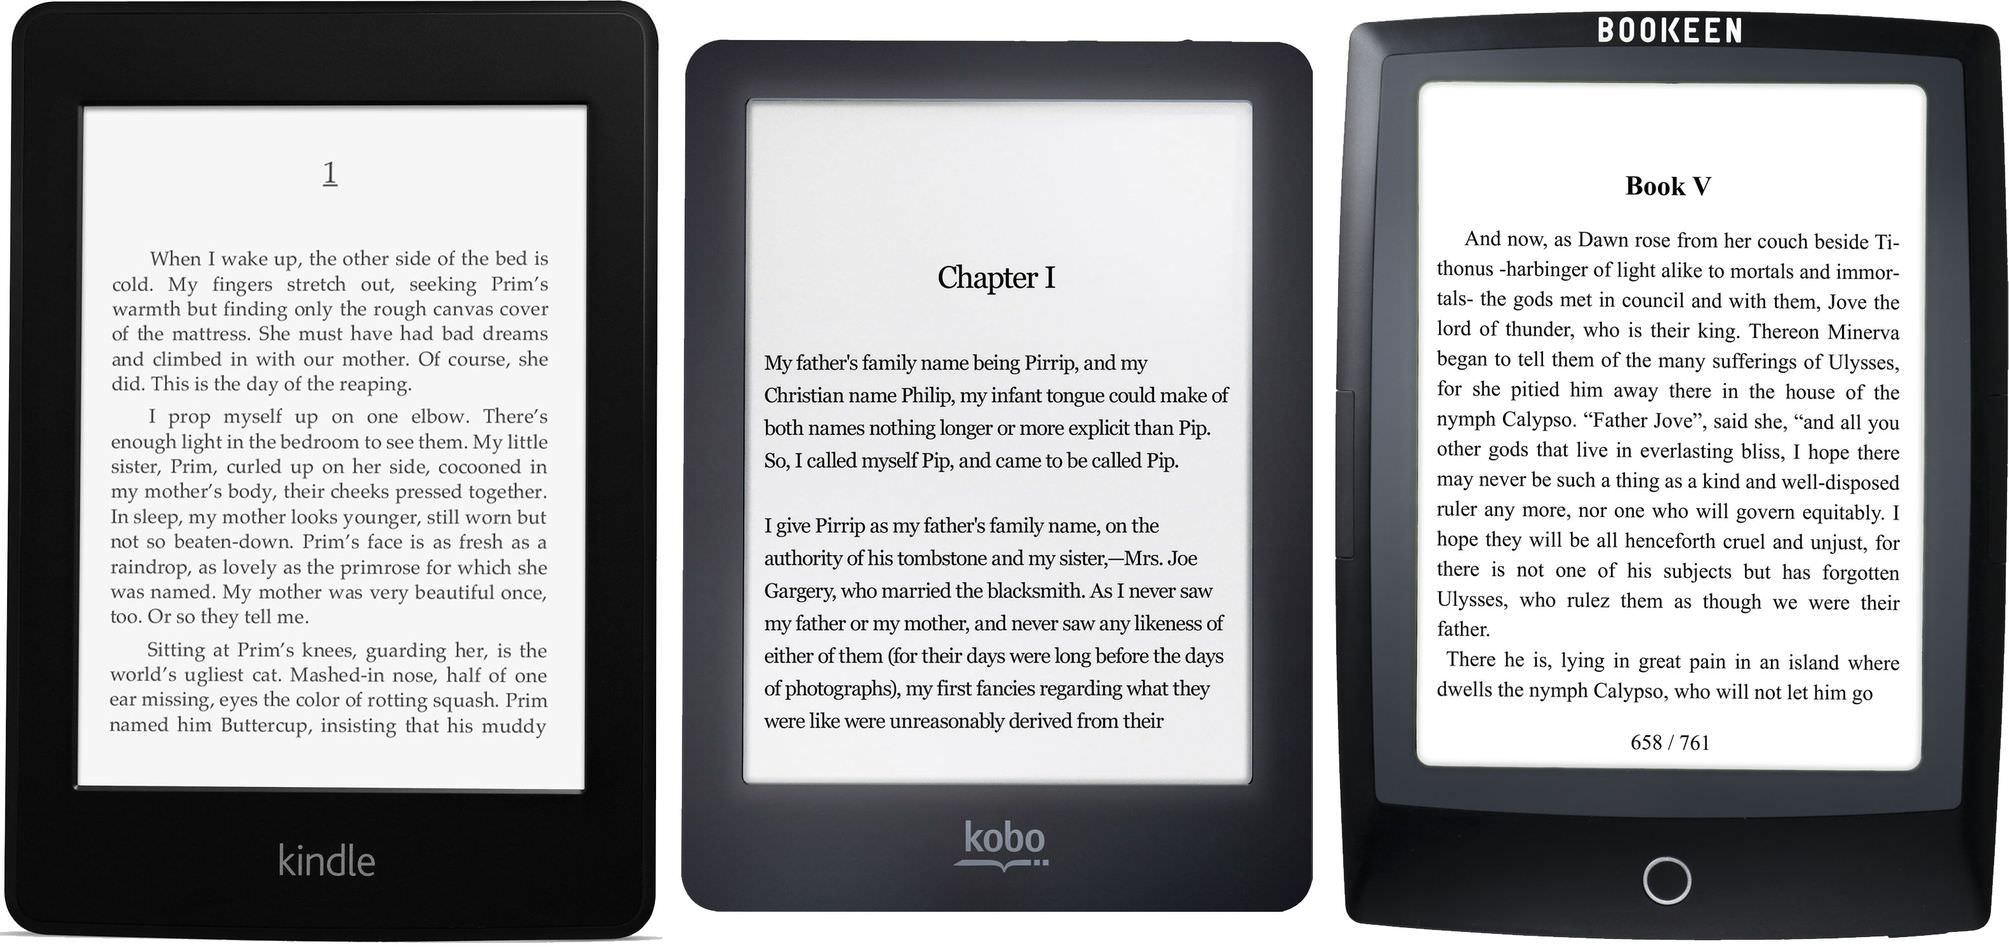 1
When I wake up, the other side of the bed is
cold. My fingers stretch out, seeking Prim's
warmth but finding only the rough canvas cover
of the mattress. She must have had bad dreams
and climbed in with our mother. Of course, she
did. This is the day of the reaping.
I prop myself up on one elbow. There's
enough light in the bedroom to see them. My little
sister, Prim, curled up on her side, cocooned in
my mother's body, their cheeks pressed together.
In sleep, my mother looks younger, still worn but
not so beaten-down. Prim's face is as fresh as a
raindrop, as lovely as the primrose for which she
was named. My mother was very beautiful once,
too. Or so they tell me.
Sitting at Prim's knees, guarding her, is the
world's ugliest cat. Mashed-in nose, half of one
ear missing, eyes the color of rotting squash. Prim
named him Buttercup, insisting that his muddy
kindle
Chapter I
My father's family name being Pirrip, and my
Christian name Philip, my infant tongue could make of
both names nothing longer or more explicit than Pip.
So, I called myself Pip, and came to be called Pip.
I give Pirrip as my father's family name, on the
authority of his tombstone and my sister,—Mrs. Joe
Gargery, who married the blacksmith. As I never saw
my father or my mother, and never saw any likeness of
either of them (for their days were long before the days
of photographs), my first fancies regarding what they
were like were unreasonably derived from their
kobo
BOOKEEN
Book V
And now, as Dawn rose from her couch beside Ti-
thonus -harbinger of light alike to mortals and immor-
tals- the gods met in council and with them, Jove the
lord of thunder, who is their king. Thereon Minerva
began to tell them of the many sufferings of Ulysses,
for she pitied him away there in the house of the
nymph Calypso. “Father Jove”, said she, “and all you
other gods that live in everlasting bliss, I hope there
may never be such a thing as a kind and well-disposed
ruler any more, nor one who will govern equitably. I
hope they will be all henceforth cruel and unjust, for
there is not one of his subjects but has forgotten
Ulysses, who rulez them as though we were their
father.
There he is, lying in great pain in an island where
dwells the nymph Calypso, who will not let him go
658 / 761